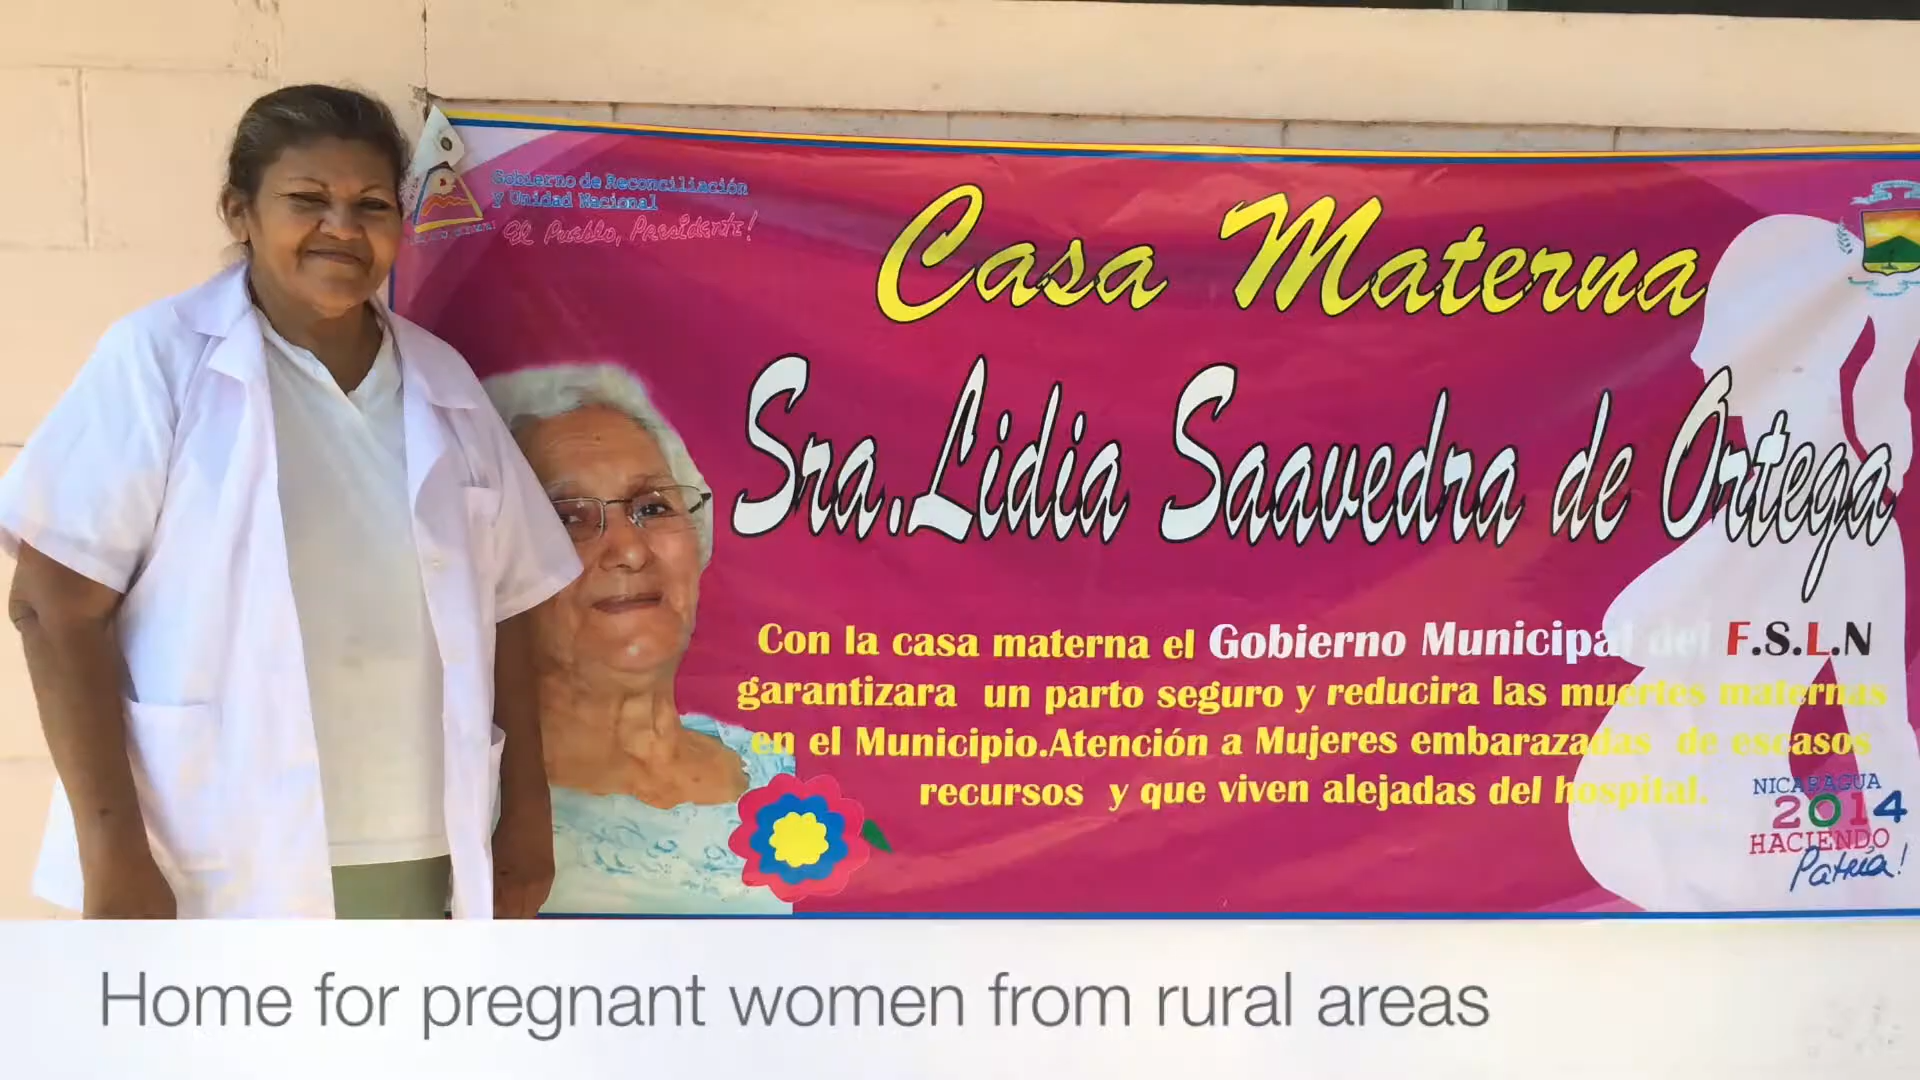 Gobierno de Reconciliación
y Unidad Nacional
El Pueblo, Presidente!
Casa Materna
Sra.Lidia Saavedra de Ortega
Con la casa materna el Gobierno Municipal del F.S.L.N
garantizara un parto seguro y reducira las muertes maternas
en el Municipio.Atención a Mujeres embarazadas de escasos
recursos y que viven alejadas del hospital.
NICARAGUA
2014
HACIENDO
Patria!
Home for pregnant women from rural areas